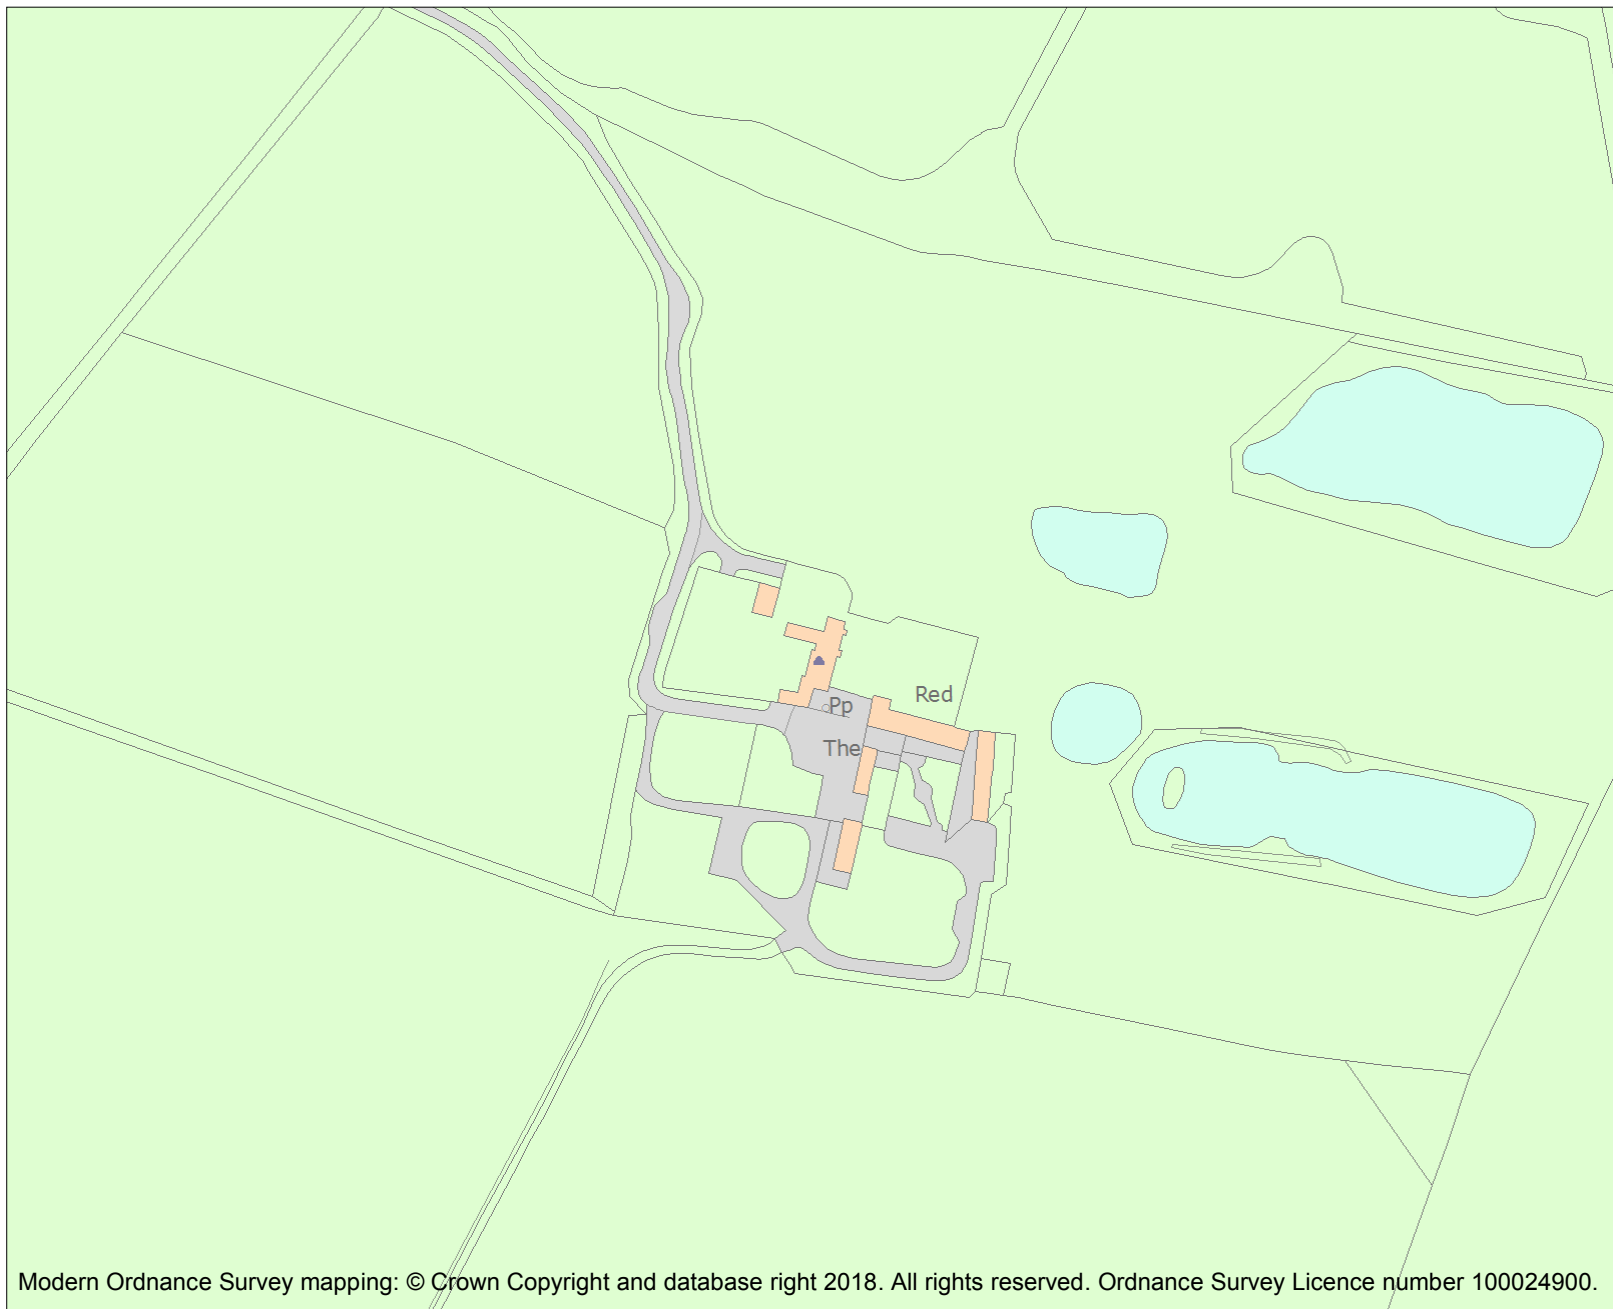 Red
Pp
The
Modern Ordnance Survey mapping: © Crown Copyright and database right 2018. All rights reserved. Ordnance Survey Licence number 100024900.